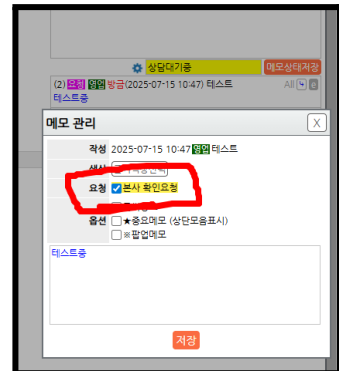 상담대기중 메모상태저장
(2) 요청 영업 방금(2025-07-15 10:47) 테스트 All
테스트중
메모 관리 X
작성 2025-07-15 10:47 영업 테스트
요청 본사 확인요청
옵션 ★중요메모 (상단모음표시)
※팝업메모
테스트중
저장